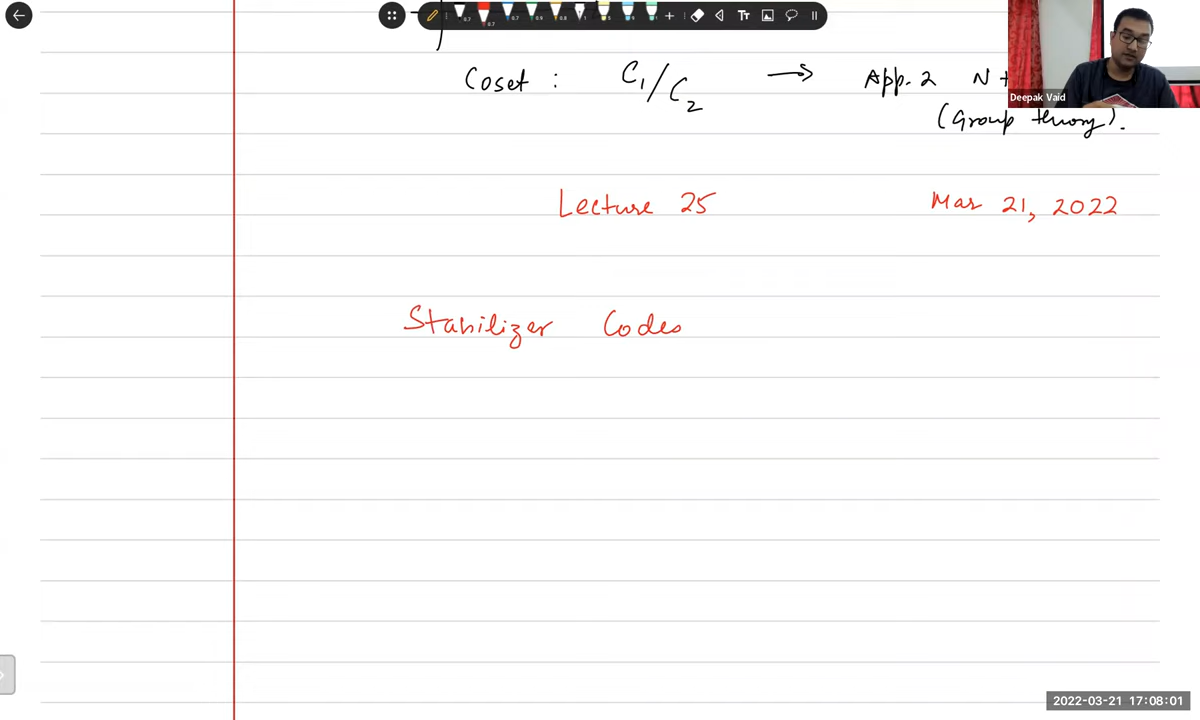 Coset : C1/C2 → App. 2 N+
Deepak Vaid
(Group theory).
Lecture 25 Mar 21, 2022
Stabilizer Codes
2022-03-21 17:08:01